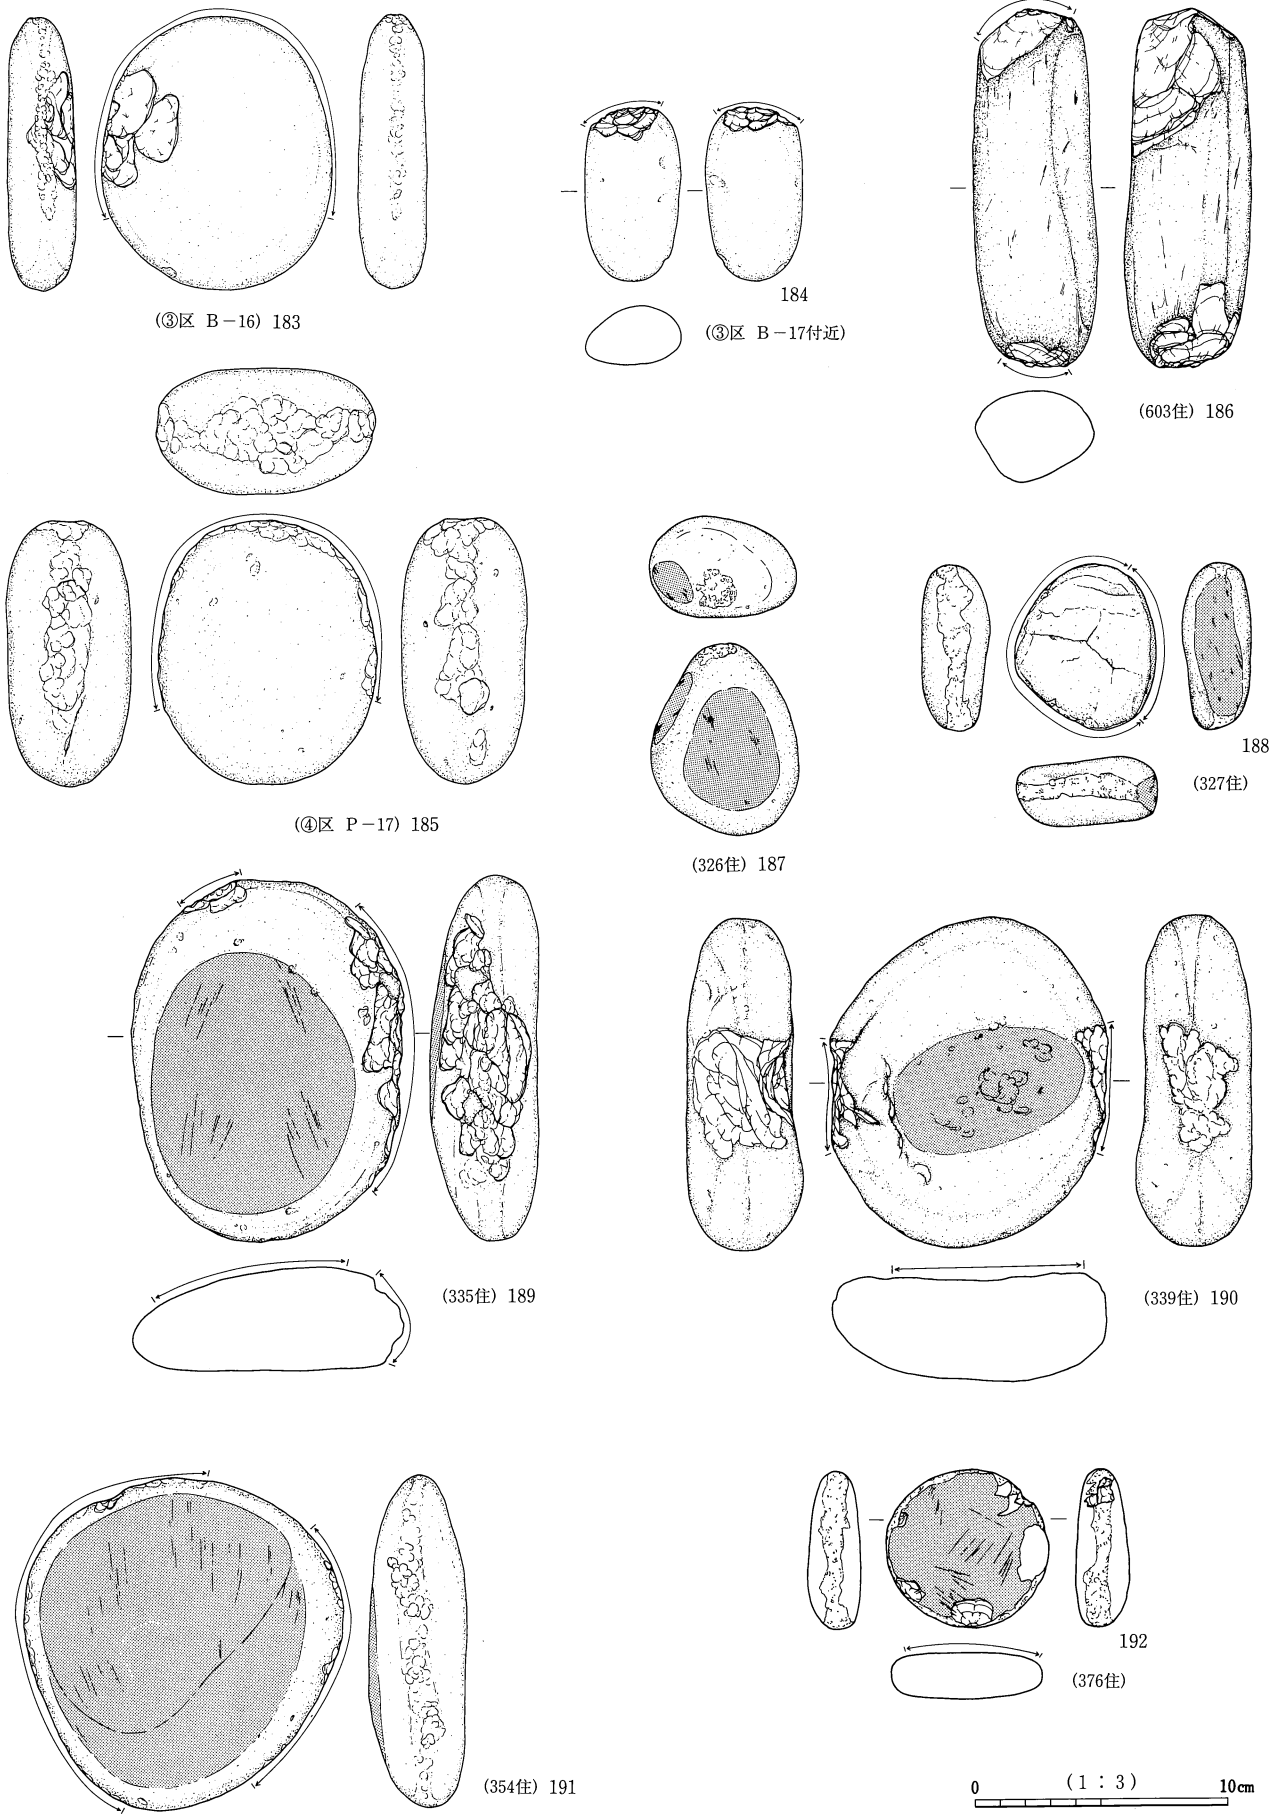 (③区 B－16) 183
184
(③区 B－17付近)
(603住) 186
(④区 P－17) 185
(326住) 187
188
(327住)
(335住) 189
(339住) 190
(354住) 191
192
(376住)
(1：3)
0 10cm